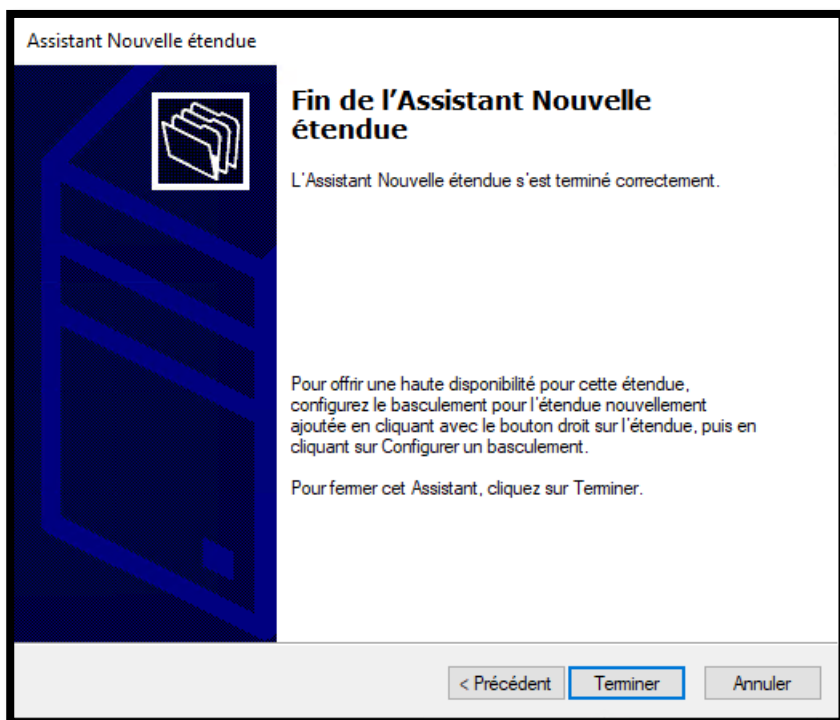 Assistant Nouvelle étendue
Fin de l'Assistant Nouvelle
étendue
L'Assistant Nouvelle étendue s'est terminé correctement.
Pour offrir une haute disponibilité pour cette étendue,
configurez le basculement pour l'étendue nouvellement
ajoutée en cliquant avec le bouton droit sur l'étendue, puis en
cliquant sur Configurer un basculement.
Pour fermer cet Assistant, cliquez sur Terminer.
< Précédent Terminer Annuler